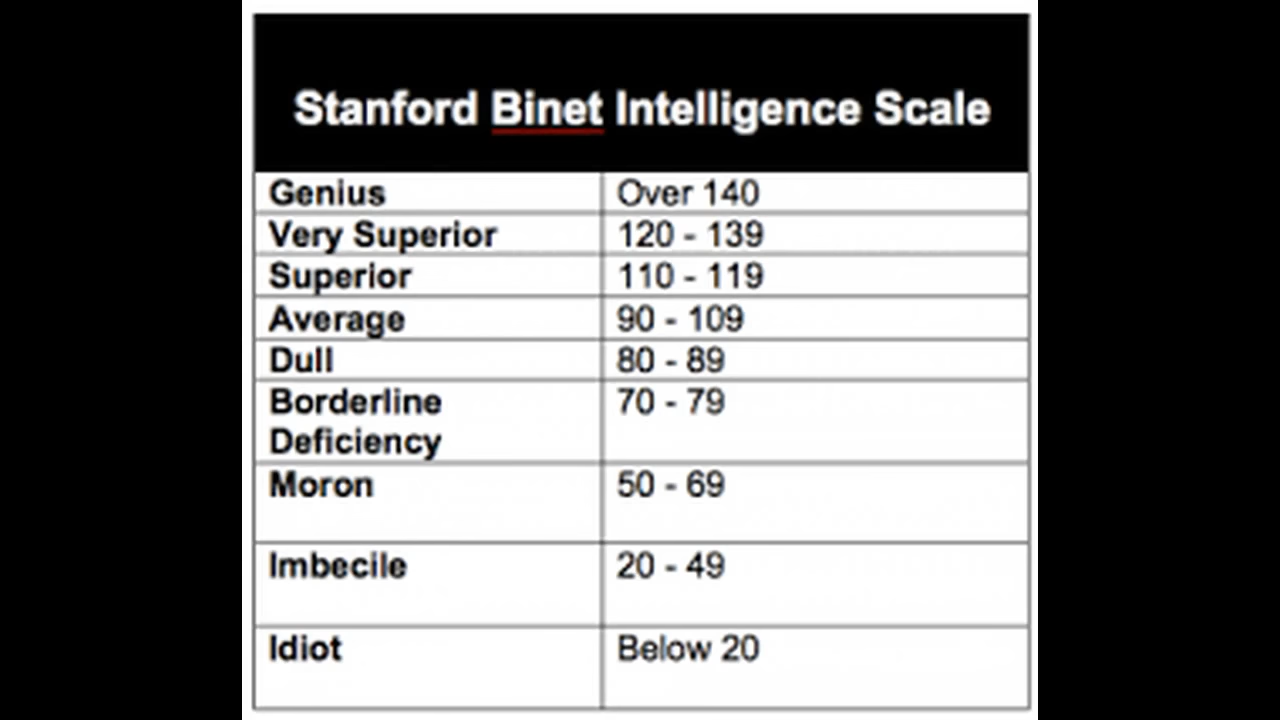 Stanford Binet Intelligence Scale
Genius Over 140
Very Superior 120 - 139
Superior 110 - 119
Average 90 - 109
Dull 80 - 89
Borderline 70 - 79
Deficiency
Moron 50 - 69
Imbecile 20 - 49
Idiot Below 20